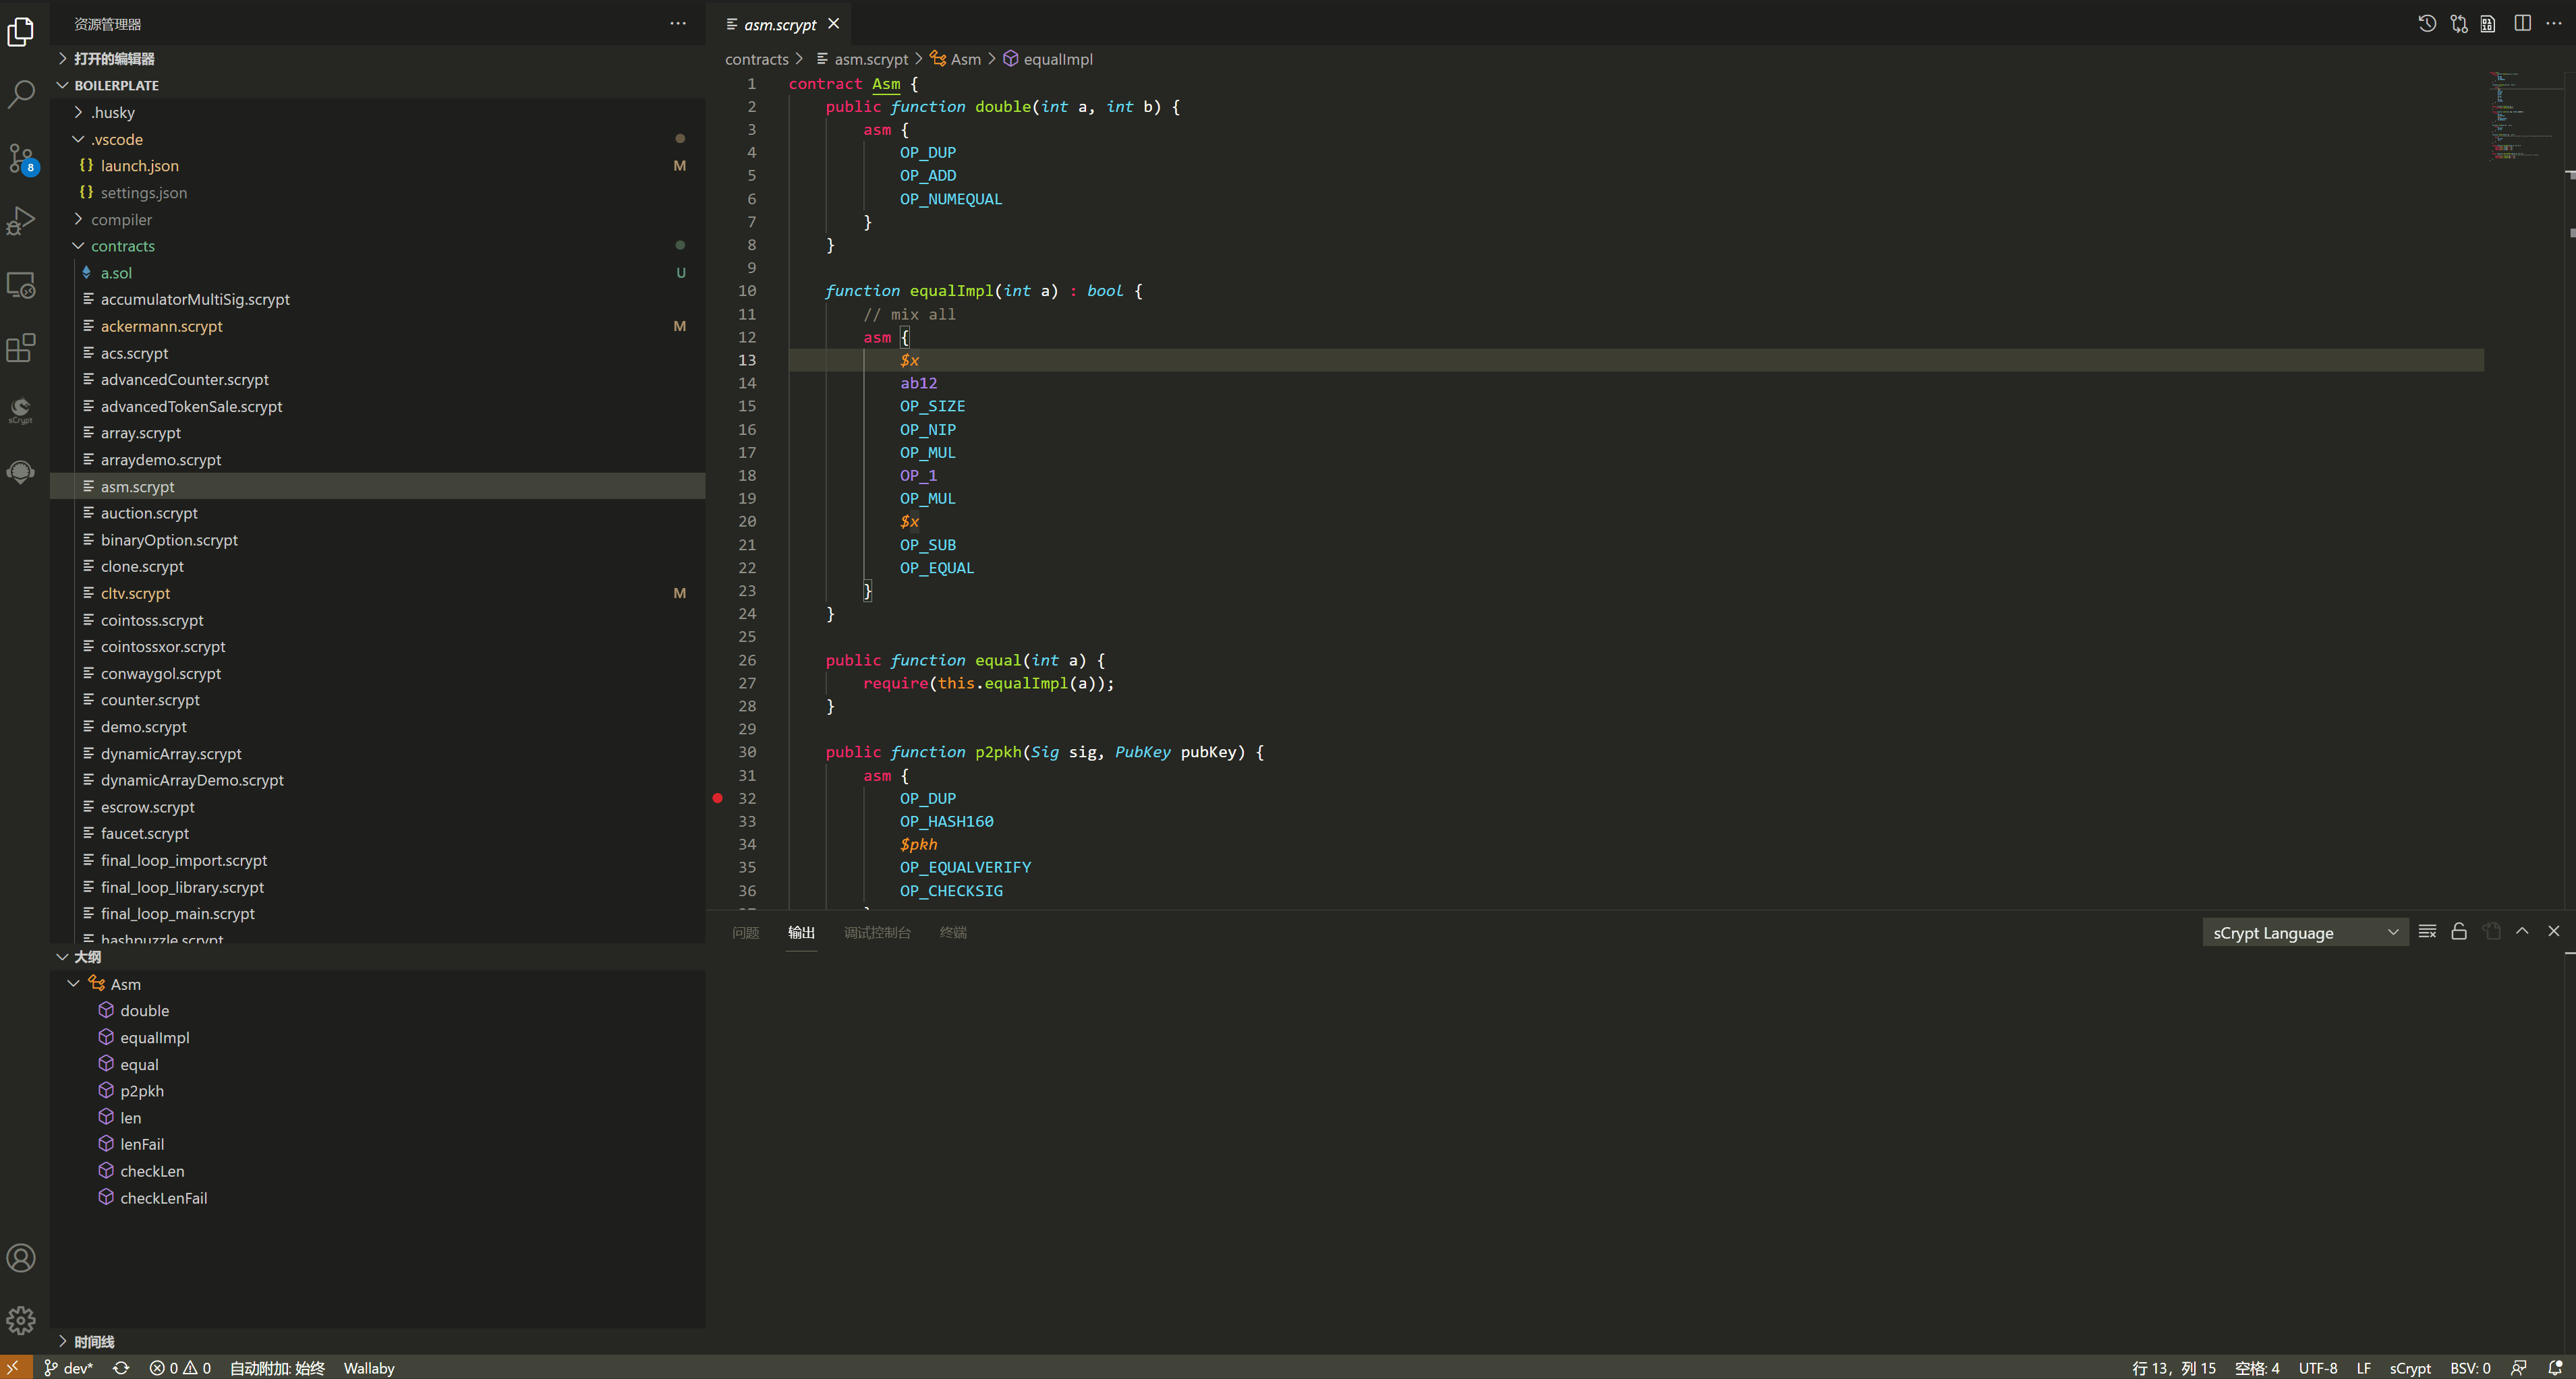 资源管理器
打开的编辑器
BOILERPLATE
.husky
.vscode
launch.json M
settings.json
compiler
contracts
a.sol U
accumulatorMultiSig.scrypt
ackermann.scrypt M
acs.scrypt
advancedCounter.scrypt
advancedTokenSale.scrypt
array.scrypt
arraydemo.scrypt
asm.scrypt
auction.scrypt
binaryOption.scrypt
clone.scrypt
cltv.scrypt M
cointoss.scrypt
cointossxor.scrypt
conwaygol.scrypt
counter.scrypt
demo.scrypt
dynamicArray.scrypt
dynamicArrayDemo.scrypt
escrow.scrypt
faucet.scrypt
final_loop_import.scrypt
final_loop_library.scrypt
final_loop_main.scrypt
hashpuzzle.scrypt
大纲
Asm
double
equalImpl
equal
p2pkh
len
lenFail
checkLen
checkLenFail
时间线
8
sCrypt
asm.scrypt
contracts > asm.scrypt > Asm > equalImpl
1 contract Asm {
2 public function double(int a, int b) {
3 asm {
4 OP_DUP
5 OP_ADD
6 OP_NUMEQUAL
7 }
8 }
9
10 function equalImpl(int a) : bool {
11 // mix all
12 asm {
13 $x
14 ab12
15 OP_SIZE
16 OP_NIP
17 OP_MUL
18 OP_1
19 OP_MUL
20 $x
21 OP_SUB
22 OP_EQUAL
23 }
24 }
25
26 public function equal(int a) {
27 require(this.equalImpl(a));
28 }
29
30 public function p2pkh(Sig sig, PubKey pubKey) {
31 asm {
32 OP_DUP
33 OP_HASH160
34 $pkh
35 OP_EQUALVERIFY
36 OP_CHECKSIG
问题 输出 调试控制台 终端 sCrypt Language
dev* 0 0 自动附加: 始终 Wallaby 行 13，列 15 空格: 4 UTF-8 LF sCrypt BSV: 0